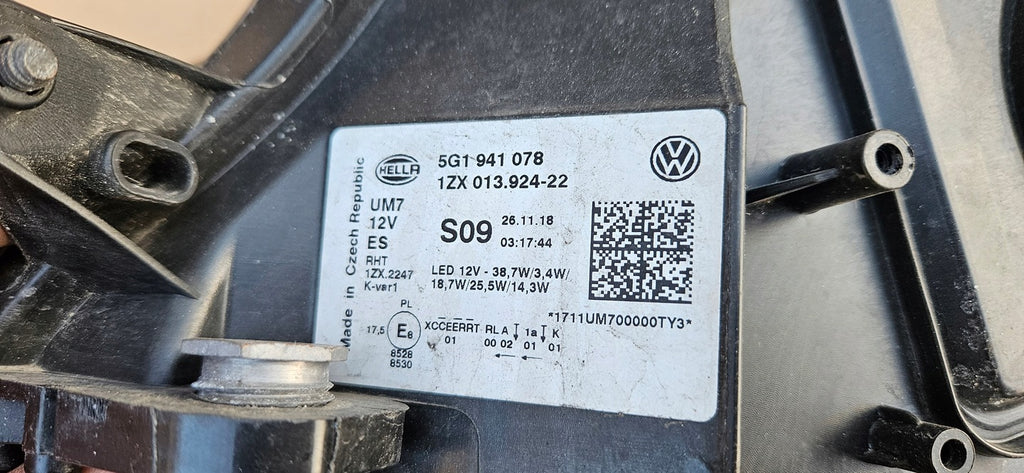 Made in Czech Republic
HELLA
5G1 941 078
1ZX 013.924-22
UM7
12V
ES
S09
26.11.18
03:17:44
RHT
1ZX.2247
K-var1
LED 12V - 38,7W/3,4W/
18,7W/25,5W/14,3W
*1711UM700000TY3*
PL
17,5
E8
XCCEERRT RL A 1a K
01 00 02 01 01
8528
8530
VW